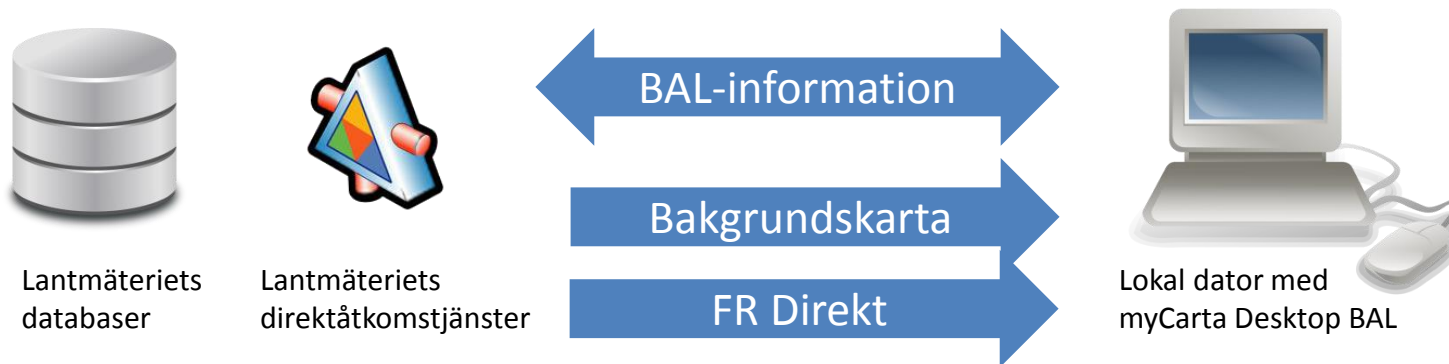 BAL-information
Bakgrundskarta
FR Direkt
Lantmäteriets
databaser
Lantmäteriets
direktåtkomstjänster
Lokal dator med
myCarta Desktop BAL